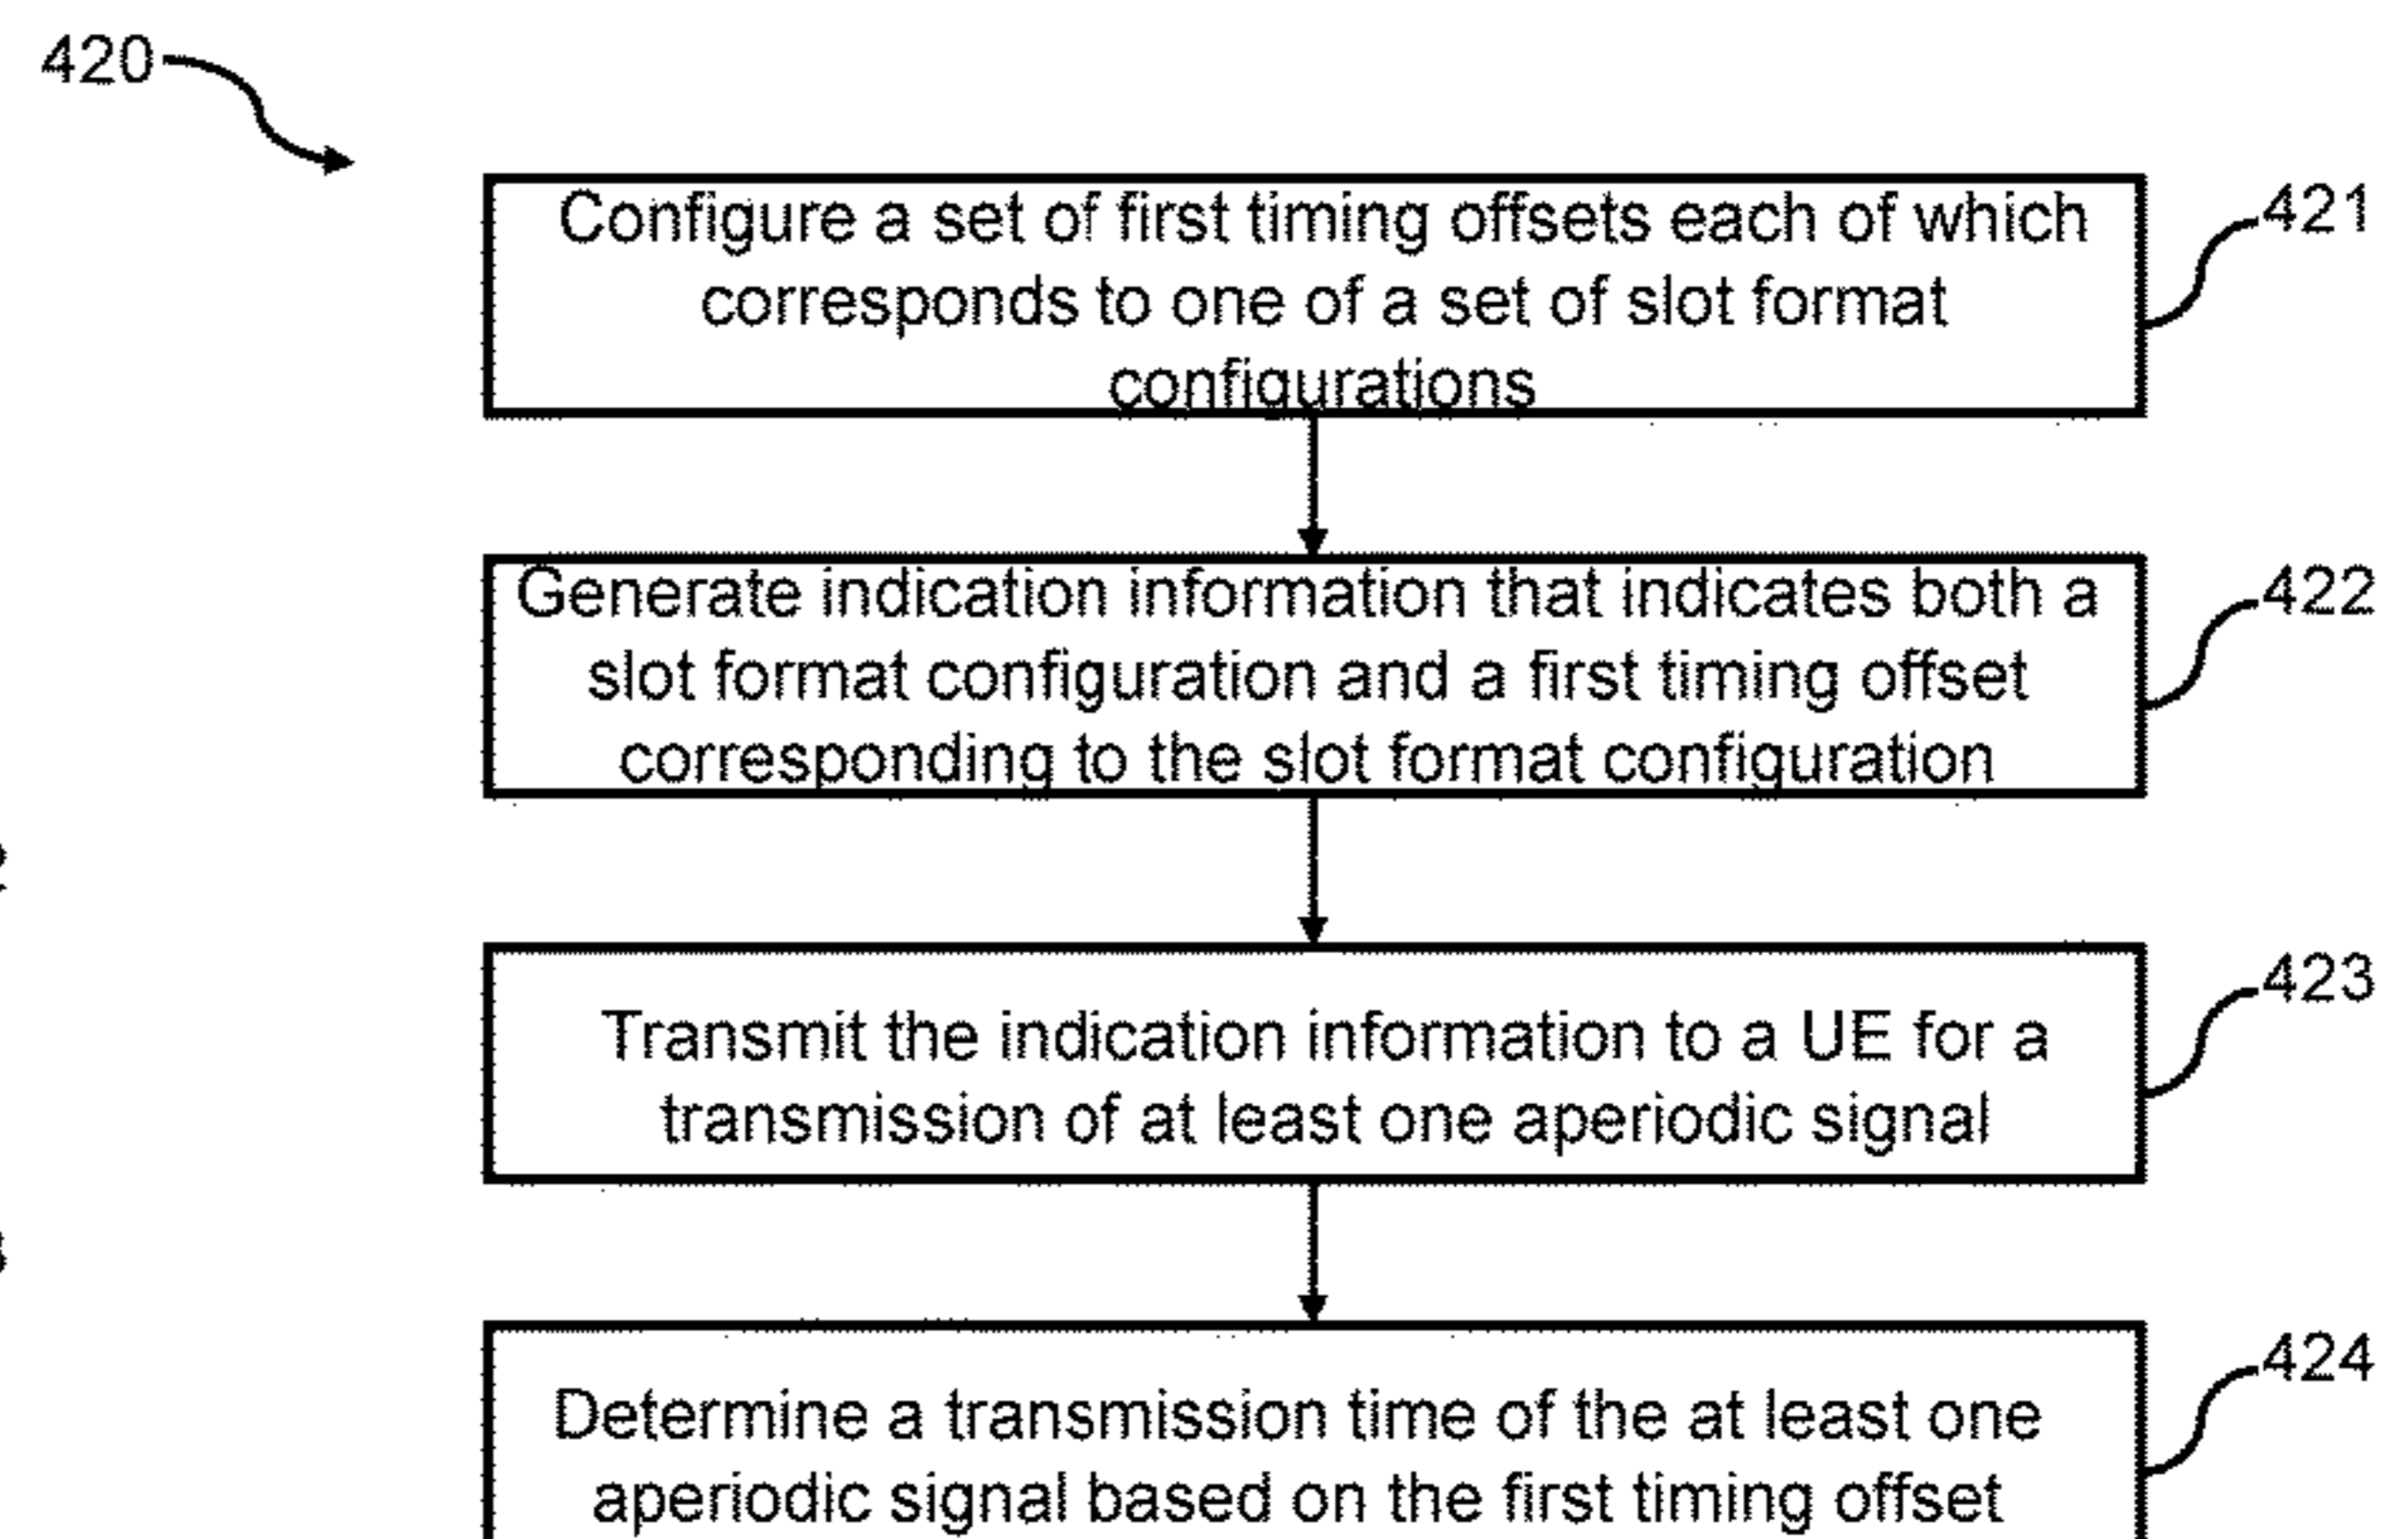 420
Configure a set of first timing offsets each of which
corresponds to one of a set of slot format
configurations
421
Generate indication information that indicates both a
slot format configuration and a first timing offset
corresponding to the slot format configuration
422
Transmit the indication information to a UE for a
transmission of at least one aperiodic signal
423
Determine a transmission time of the at least one
aperiodic signal based on the first timing offset
424